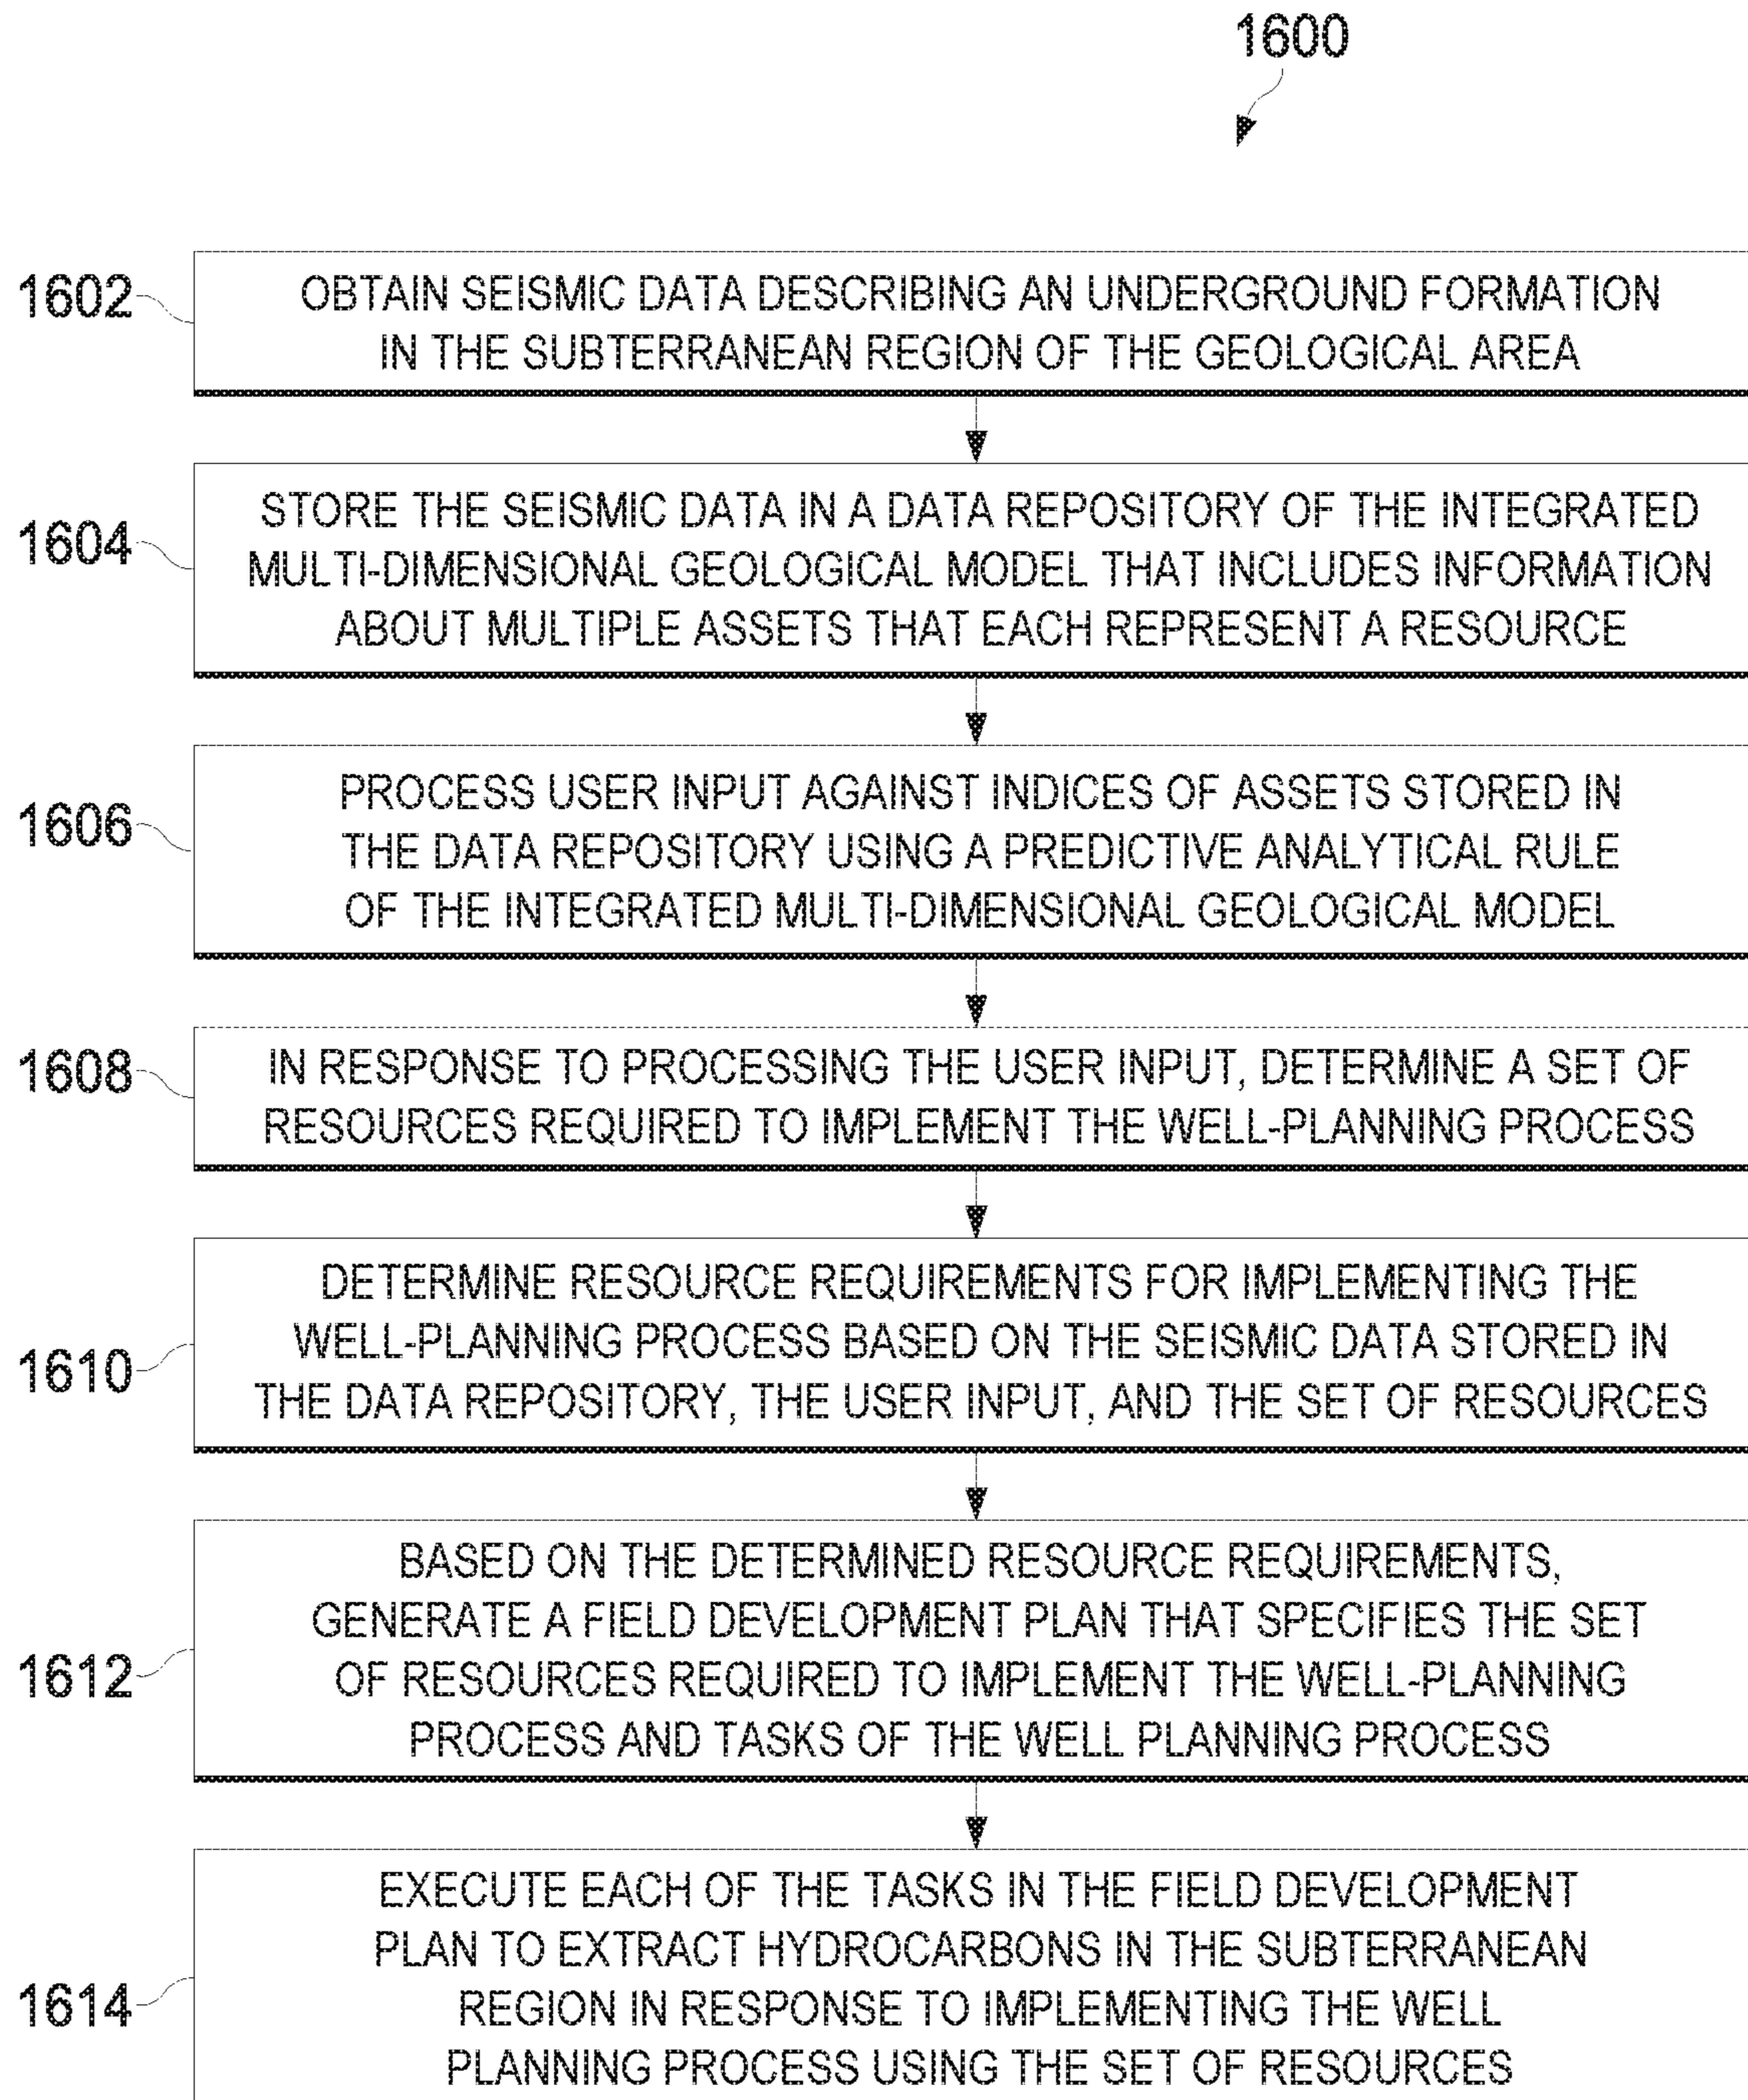 1600
1602
OBTAIN SEISMIC DATA DESCRIBING AN UNDERGROUND FORMATION
IN THE SUBTERRANEAN REGION OF THE GEOLOGICAL AREA
1604
STORE THE SEISMIC DATA IN A DATA REPOSITORY OF THE INTEGRATED
MULTI-DIMENSIONAL GEOLOGICAL MODEL THAT INCLUDES INFORMATION
ABOUT MULTIPLE ASSETS THAT EACH REPRESENT A RESOURCE
1606
PROCESS USER INPUT AGAINST INDICES OF ASSETS STORED IN
THE DATA REPOSITORY USING A PREDICTIVE ANALYTICAL RULE
OF THE INTEGRATED MULTI-DIMENSIONAL GEOLOGICAL MODEL
1608
IN RESPONSE TO PROCESSING THE USER INPUT, DETERMINE A SET OF
RESOURCES REQUIRED TO IMPLEMENT THE WELL-PLANNING PROCESS
1610
DETERMINE RESOURCE REQUIREMENTS FOR IMPLEMENTING THE
WELL-PLANNING PROCESS BASED ON THE SEISMIC DATA STORED IN
THE DATA REPOSITORY, THE USER INPUT, AND THE SET OF RESOURCES
1612
BASED ON THE DETERMINED RESOURCE REQUIREMENTS,
GENERATE A FIELD DEVELOPMENT PLAN THAT SPECIFIES THE SET
OF RESOURCES REQUIRED TO IMPLEMENT THE WELL-PLANNING
PROCESS AND TASKS OF THE WELL PLANNING PROCESS
1614
EXECUTE EACH OF THE TASKS IN THE FIELD DEVELOPMENT
PLAN TO EXTRACT HYDROCARBONS IN THE SUBTERRANEAN
REGION IN RESPONSE TO IMPLEMENTING THE WELL
PLANNING PROCESS USING THE SET OF RESOURCES